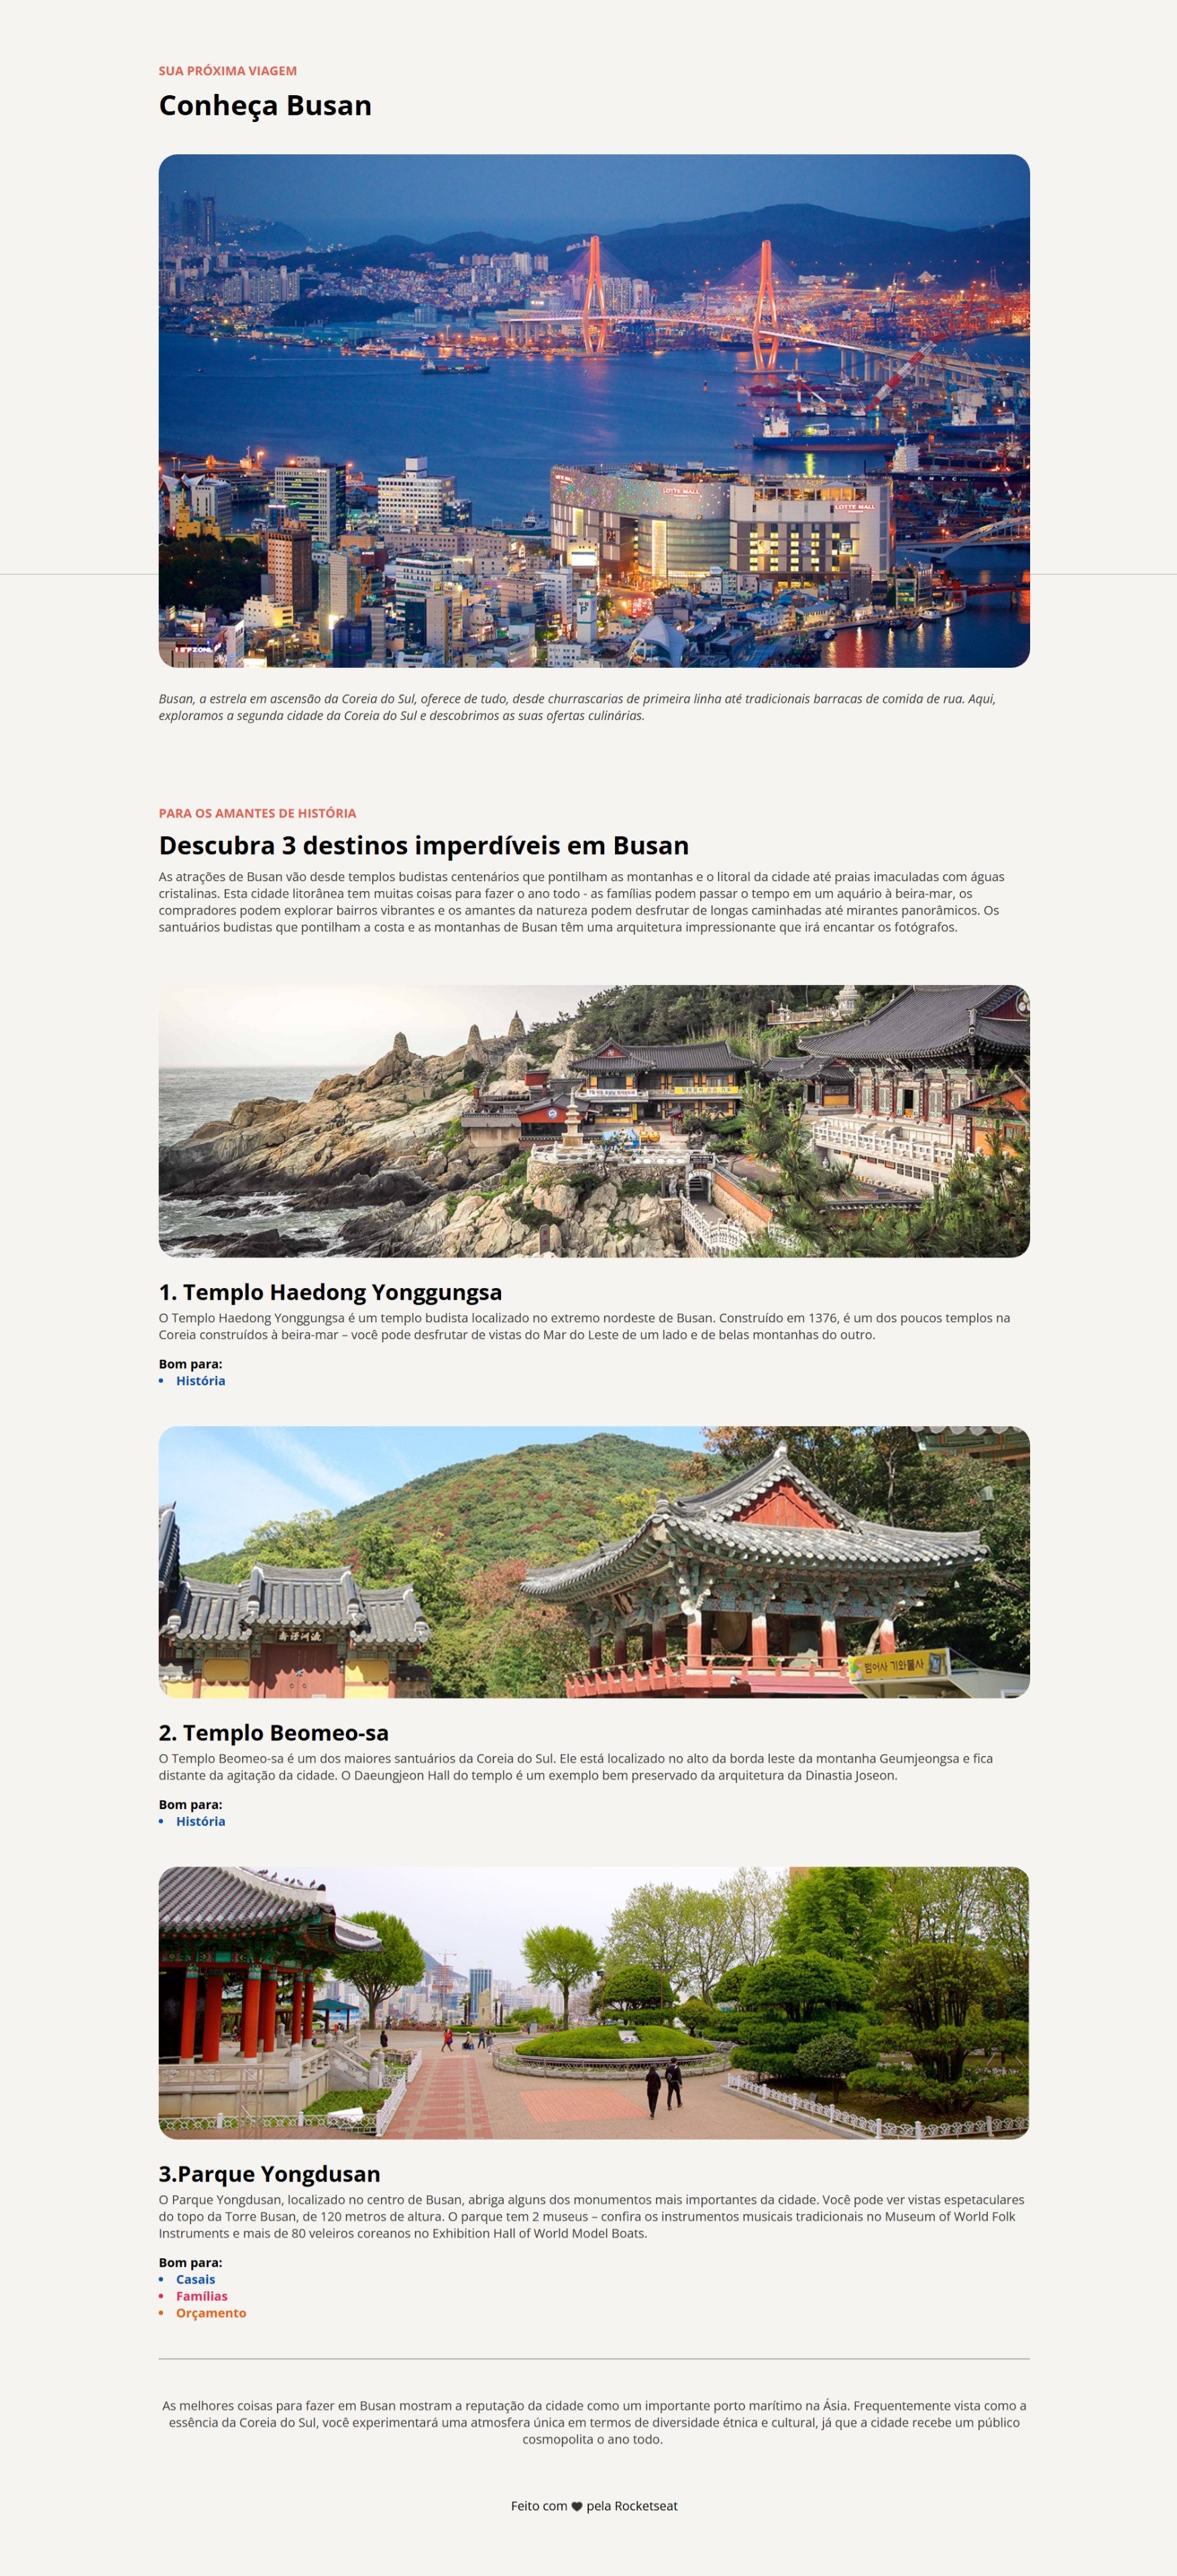 SUA PRÓXIMA VIAGEM
Conheça Busan
LOTTE MALL
LOTTE MALL
Busan, a estrela em ascensão da Coreia do Sul, oferece de tudo, desde churrascarias de primeira linha até tradicionais barracas de comida de rua. Aqui,
exploramos a segunda cidade da Coreia do Sul e descobrimos as suas ofertas culinárias.
PARA OS AMANTES DE HISTÓRIA
Descubra 3 destinos imperdíveis em Busan
As atrações de Busan vão desde templos budistas centenários que pontilham as montanhas e o litoral da cidade até praias imaculadas com águas
cristalinas. Esta cidade litorânea tem muitas coisas para fazer o ano todo - as famílias podem passar o tempo em um aquário à beira-mar, os
compradores podem explorar bairros vibrantes e os amantes da natureza podem desfrutar de longas caminhadas até mirantes panorâmicos. Os
santuários budistas que pontilham a costa e as montanhas de Busan têm uma arquitetura impressionante que irá encantar os fotógrafos.
1. Templo Haedong Yonggungsa
O Templo Haedong Yonggungsa é um templo budista localizado no extremo nordeste de Busan. Construído em 1376, é um dos poucos templos na
Coreia construídos à beira-mar – você pode desfrutar de vistas do Mar do Leste de um lado e de belas montanhas do outro.
Bom para:
• História
범어사 기와불사
2. Templo Beomeo-sa
O Templo Beomeo-sa é um dos maiores santuários da Coreia do Sul. Ele está localizado no alto da borda leste da montanha Geumjeongsa e fica
distante da agitação da cidade. O Daeungjeon Hall do templo é um exemplo bem preservado da arquitetura da Dinastia Joseon.
Bom para:
• História
3.Parque Yongdusan
O Parque Yongdusan, localizado no centro de Busan, abriga alguns dos monumentos mais importantes da cidade. Você pode ver vistas espetaculares
do topo da Torre Busan, de 120 metros de altura. O parque tem 2 museus – confira os instrumentos musicais tradicionais no Museum of World Folk
Instruments e mais de 80 veleiros coreanos no Exhibition Hall of World Model Boats.
Bom para:
• Casais
• Famílias
• Orçamento
As melhores coisas para fazer em Busan mostram a reputação da cidade como um importante porto marítimo na Ásia. Frequentemente vista como a
essência da Coreia do Sul, você experimentará uma atmosfera única em termos de diversidade étnica e cultural, já que a cidade recebe um público
cosmopolita o ano todo.
Feito com 🖤 pela Rocketseat